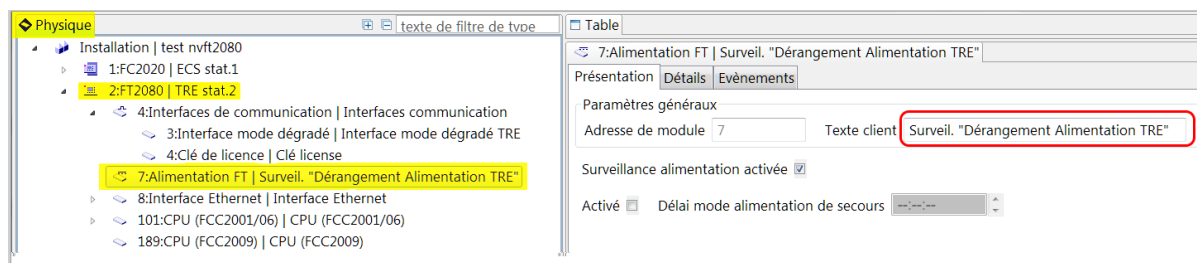 Physique
texte de filtre de type
Installation | test nvft2080
1:FC2020 | ECS stat.1
2:FT2080 | TRE stat.2
4:Interfaces de communication | Interfaces communication
3:Interface mode dégradé | Interface mode dégradé TRE
4:Clé de licence | Clé license
7:Alimentation FT | Surveil. "Dérangement Alimentation TRE"
8:Interface Ethernet | Interface Ethernet
101:CPU (FCC2001/06) | CPU (FCC2001/06)
189:CPU (FCC2009) | CPU (FCC2009)
Table
7:Alimentation FT | Surveil. "Dérangement Alimentation TRE"
Présentation Détails Evènements
Paramètres généraux
Adresse de module 7 Texte client Surveil. "Dérangement Alimentation TRE"
Surveillance alimentation activée
Activé Délai mode alimentation de secours --:--:--